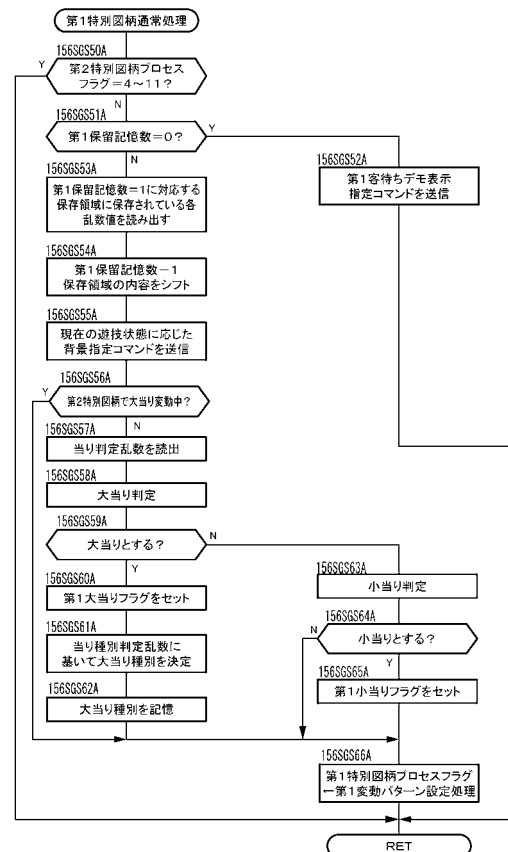 第1特別図柄通常処理
156SGS50A
Y
第2特別図柄プロセス
フラグ=4~11?
N
156SGS51A
第1保留記憶数=0?
Y
N
156SGS52A
第1客待ちデモ表示
指定コマンドを送信
156SGS53A
第1保留記憶数=1に対応する
保存領域に保存されている各
乱数値を読み出す
156SGS54A
第1保留記憶数-1
保存領域の内容をシフト
156SGS55A
現在の遊技状態に応じた
背景指定コマンドを送信
156SGS56A
Y
第2特別図柄で大当り変動中?
N
156SGS57A
当り判定乱数を読出
156SGS58A
大当り判定
156SGS59A
大当りとする?
N
Y
156SGS60A
第1大当りフラグをセット
156SGS61A
当り種別判定乱数に
基いて大当り種別を決定
156SGS62A
大当り種別を記憶
156SGS63A
小当り判定
156SGS64A
N
小当りとする?
Y
156SGS65A
第1小当りフラグをセット
156SGS66A
第1特別図柄プロセスフラグ
←第1変動パターン設定処理
RET